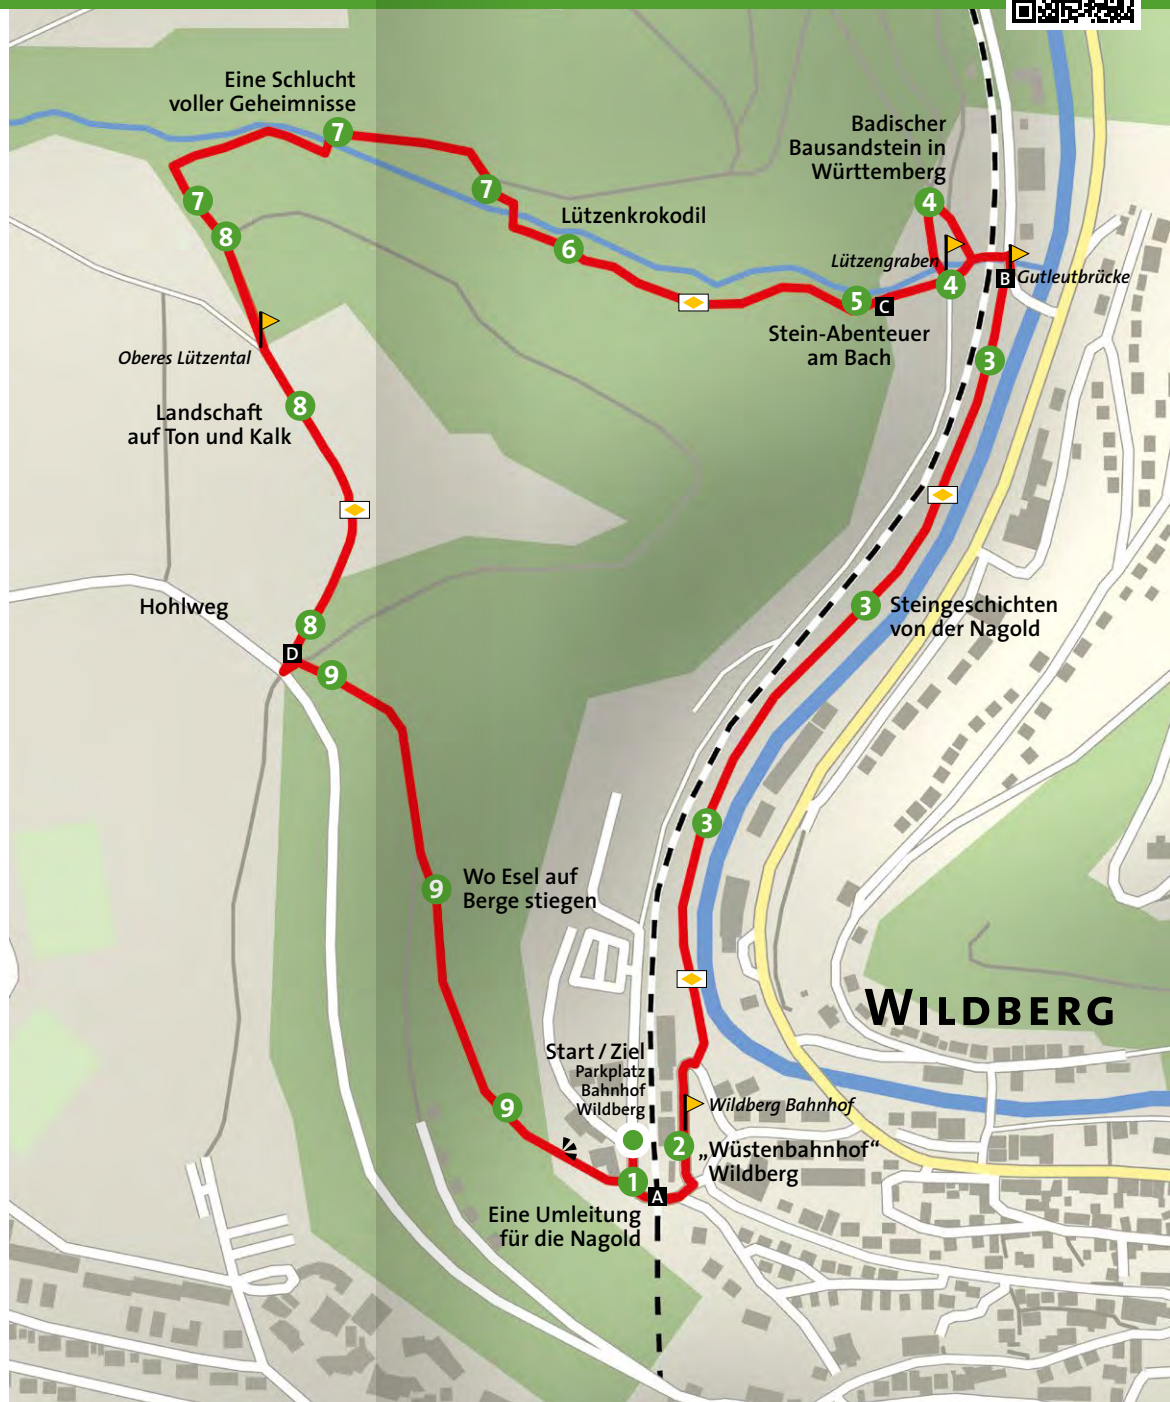 Eine Schlucht
voller Geheimnisse
7
Badischer
Bausandstein in
Württemberg
4
7
7
8
Lützenkrokodil
6
Lützengraben
4
B
Gutleutbrücke
5
C
Stein-Abenteuer
am Bach
3
Oberes Lützental
8
Landschaft
auf Ton und Kalk
Hohlweg
8
D
9
3
Steingeschichten
von der Nagold
3
9
Wo Esel auf
Berge stiegen
WILDBERG
Start / Ziel
Parkplatz
Bahnhof
Wildberg
9
Wildberg Bahnhof
2
„Wüstenbahnhof“
Wildberg
1
A
Eine Umleitung
für die Nagold